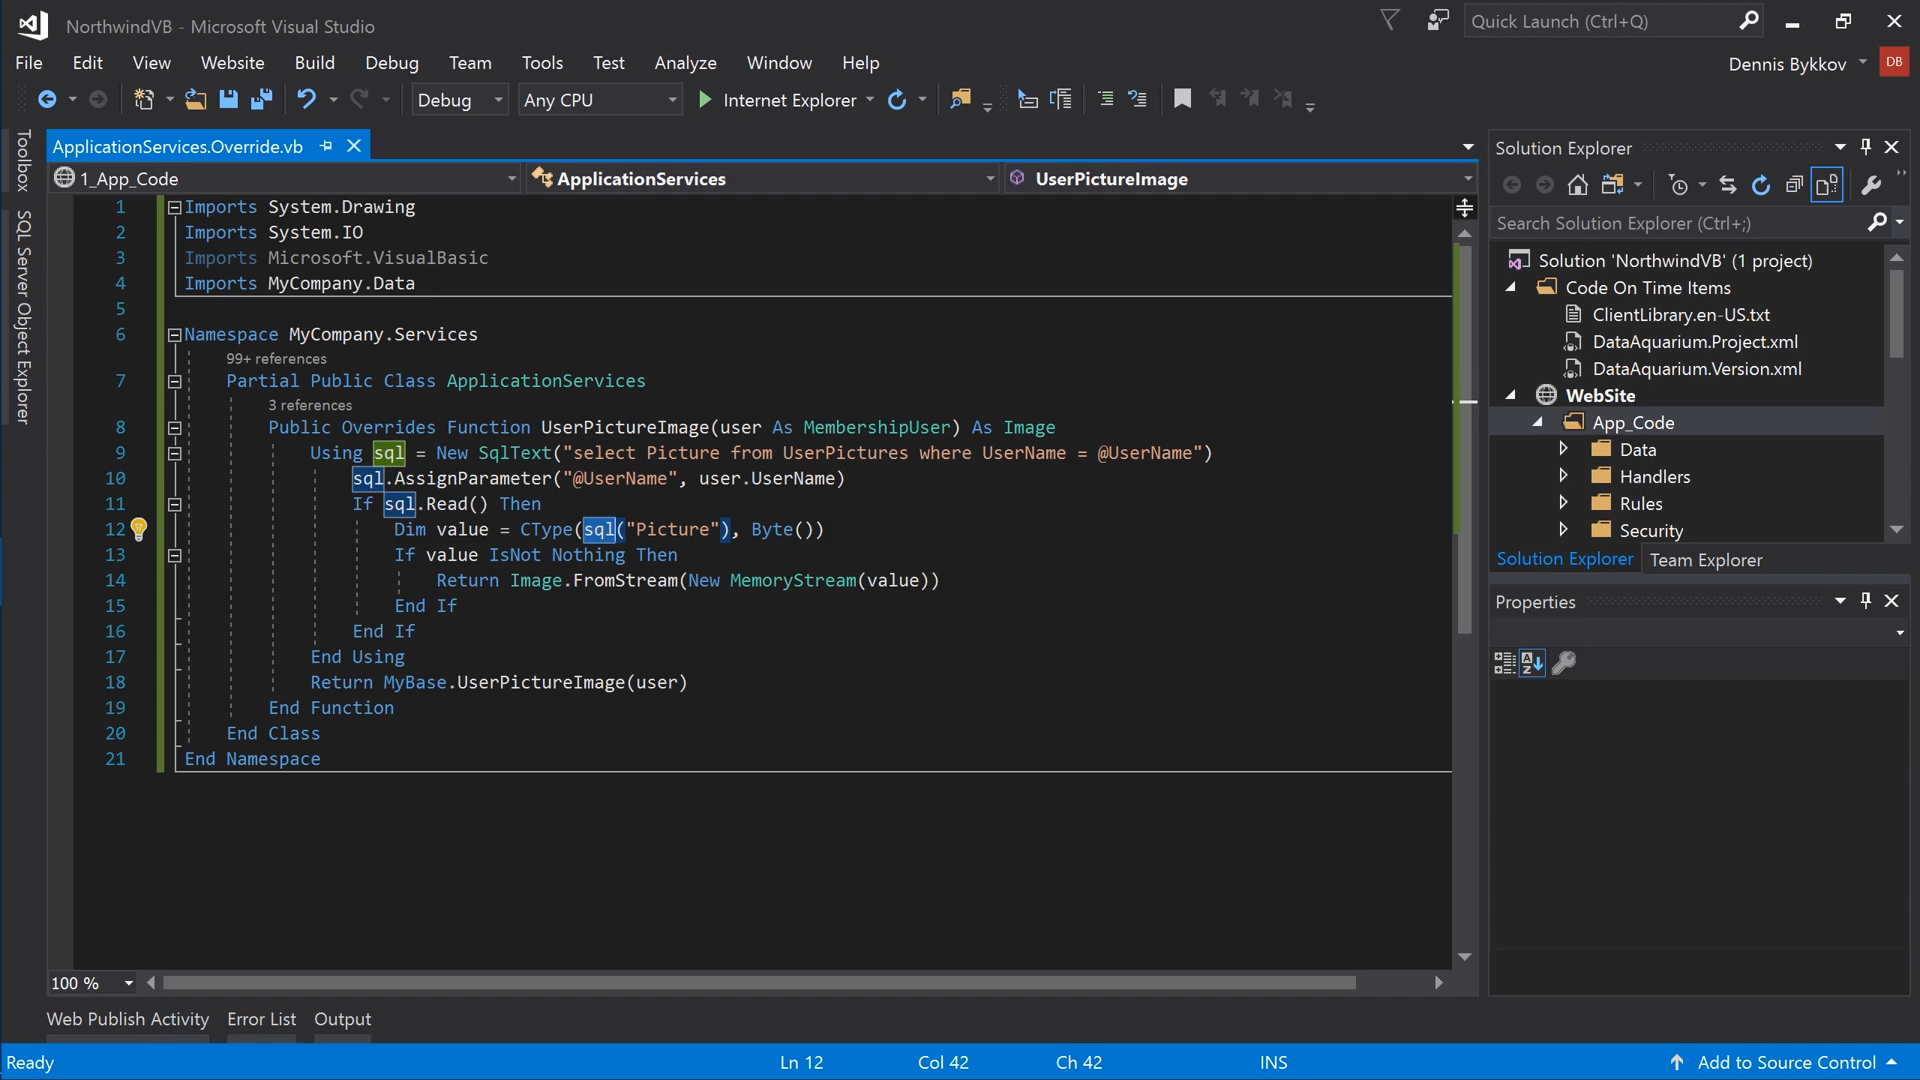 NorthwindVB - Microsoft Visual Studio
Quick Launch (Ctrl+Q)
File Edit View Website Build Debug Team Tools Test Analyze Window Help
Dennis Bykkov DB
Debug Any CPU Internet Explorer
Toolbox
SQL Server Object Explorer
ApplicationServices.Override.vb
1_App_Code ApplicationServices UserPictureImage
1 Imports System.Drawing
2 Imports System.IO
3 Imports Microsoft.VisualBasic
4 Imports MyCompany.Data
5
6 Namespace MyCompany.Services
99+ references
7 Partial Public Class ApplicationServices
3 references
8 Public Overrides Function UserPictureImage(user As MembershipUser) As Image
9 Using sql = New SqlText("select Picture from UserPictures where UserName = @UserName")
10 sql.AssignParameter("@UserName", user.UserName)
11 If sql.Read() Then
12 Dim value = CType(sql("Picture"), Byte())
13 If value IsNot Nothing Then
14 Return Image.FromStream(New MemoryStream(value))
15 End If
16 End If
17 End Using
18 Return MyBase.UserPictureImage(user)
19 End Function
20 End Class
21 End Namespace
100 %
Solution Explorer
Search Solution Explorer (Ctrl+;)
Solution 'NorthwindVB' (1 project)
Code On Time Items
ClientLibrary.en-US.txt
DataAquarium.Project.xml
DataAquarium.Version.xml
WebSite
App_Code
Data
Handlers
Rules
Security
Solution Explorer Team Explorer
Properties
Web Publish Activity Error List Output
Ready Ln 12 Col 42 Ch 42 INS Add to Source Control